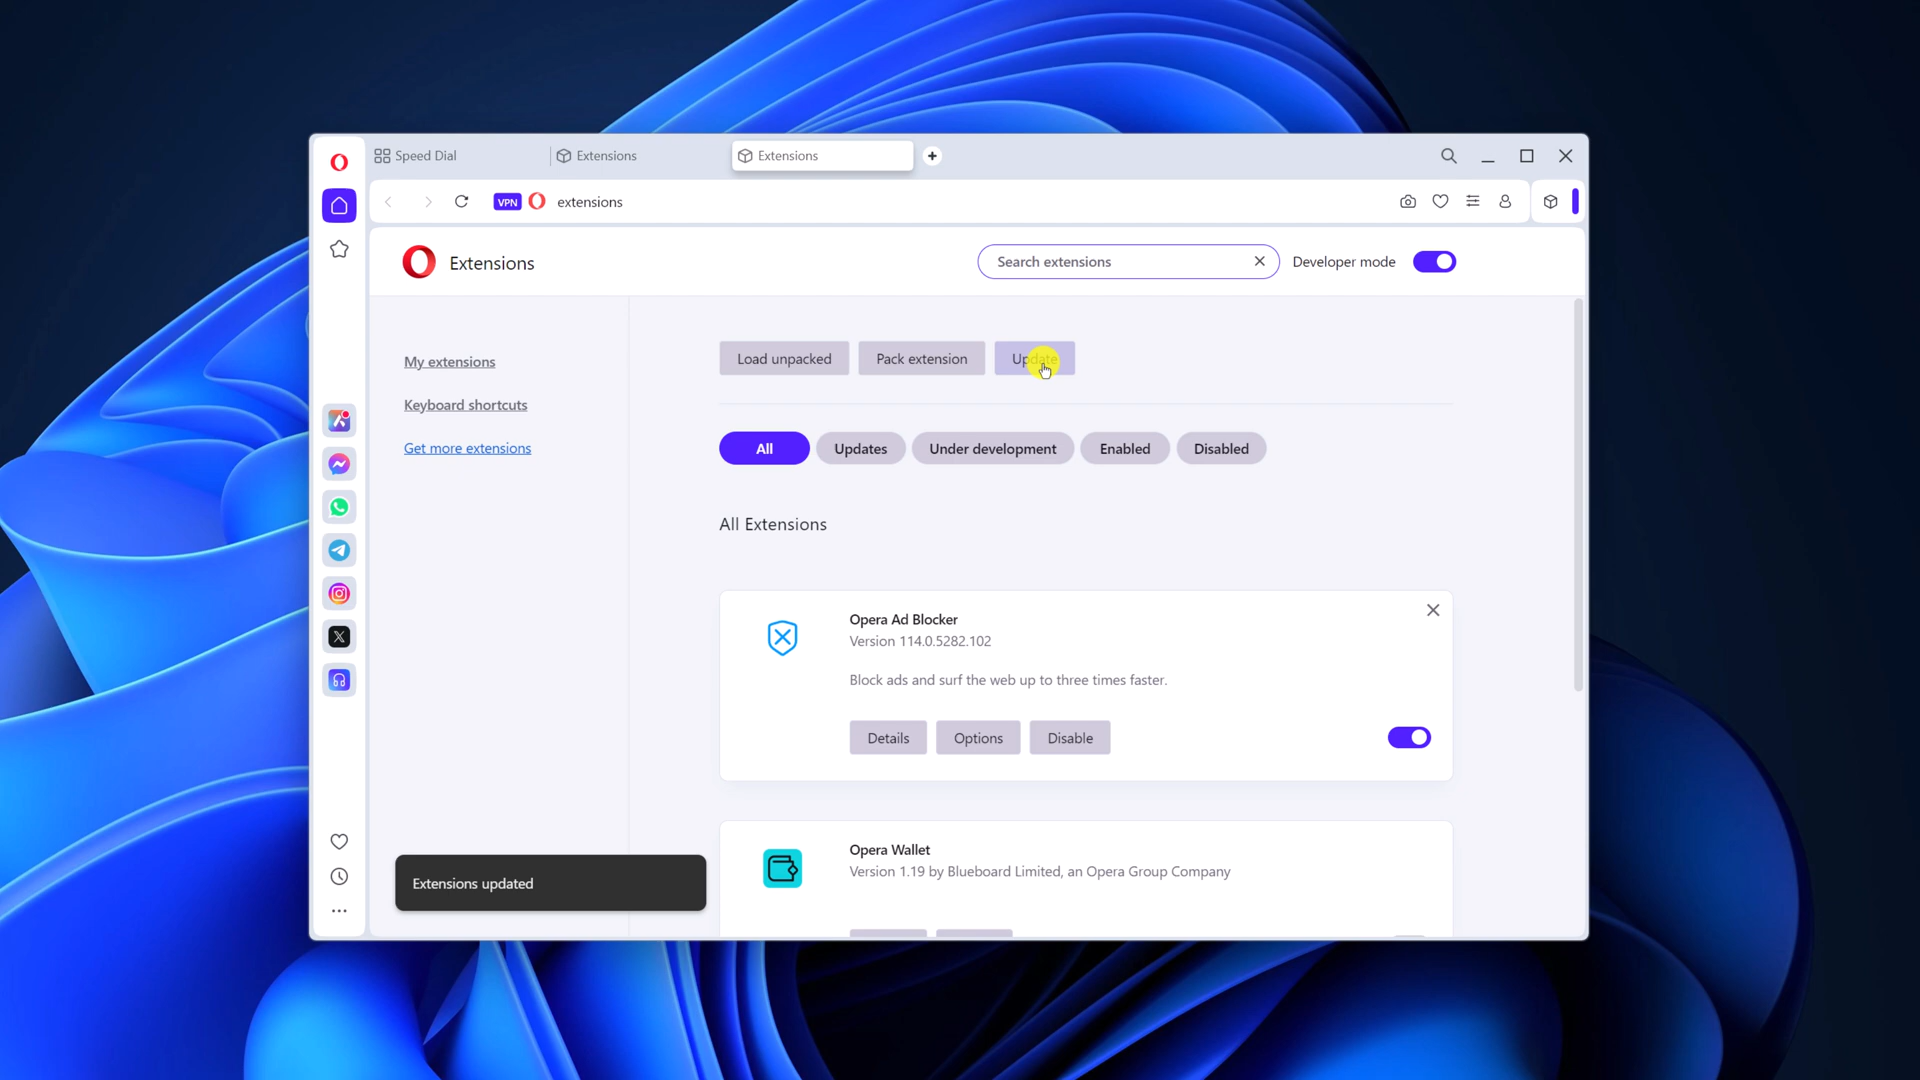 Speed Dial
Extensions
Extensions
VPN
extensions
Extensions
Search extensions
Developer mode
My extensions
Keyboard shortcuts
Get more extensions
Load unpacked
Pack extension
Update
All
Updates
Under development
Enabled
Disabled
All Extensions
Opera Ad Blocker
Version 114.0.5282.102
Block ads and surf the web up to three times faster.
Details
Options
Disable
Opera Wallet
Version 1.19 by Blueboard Limited, an Opera Group Company
Extensions updated